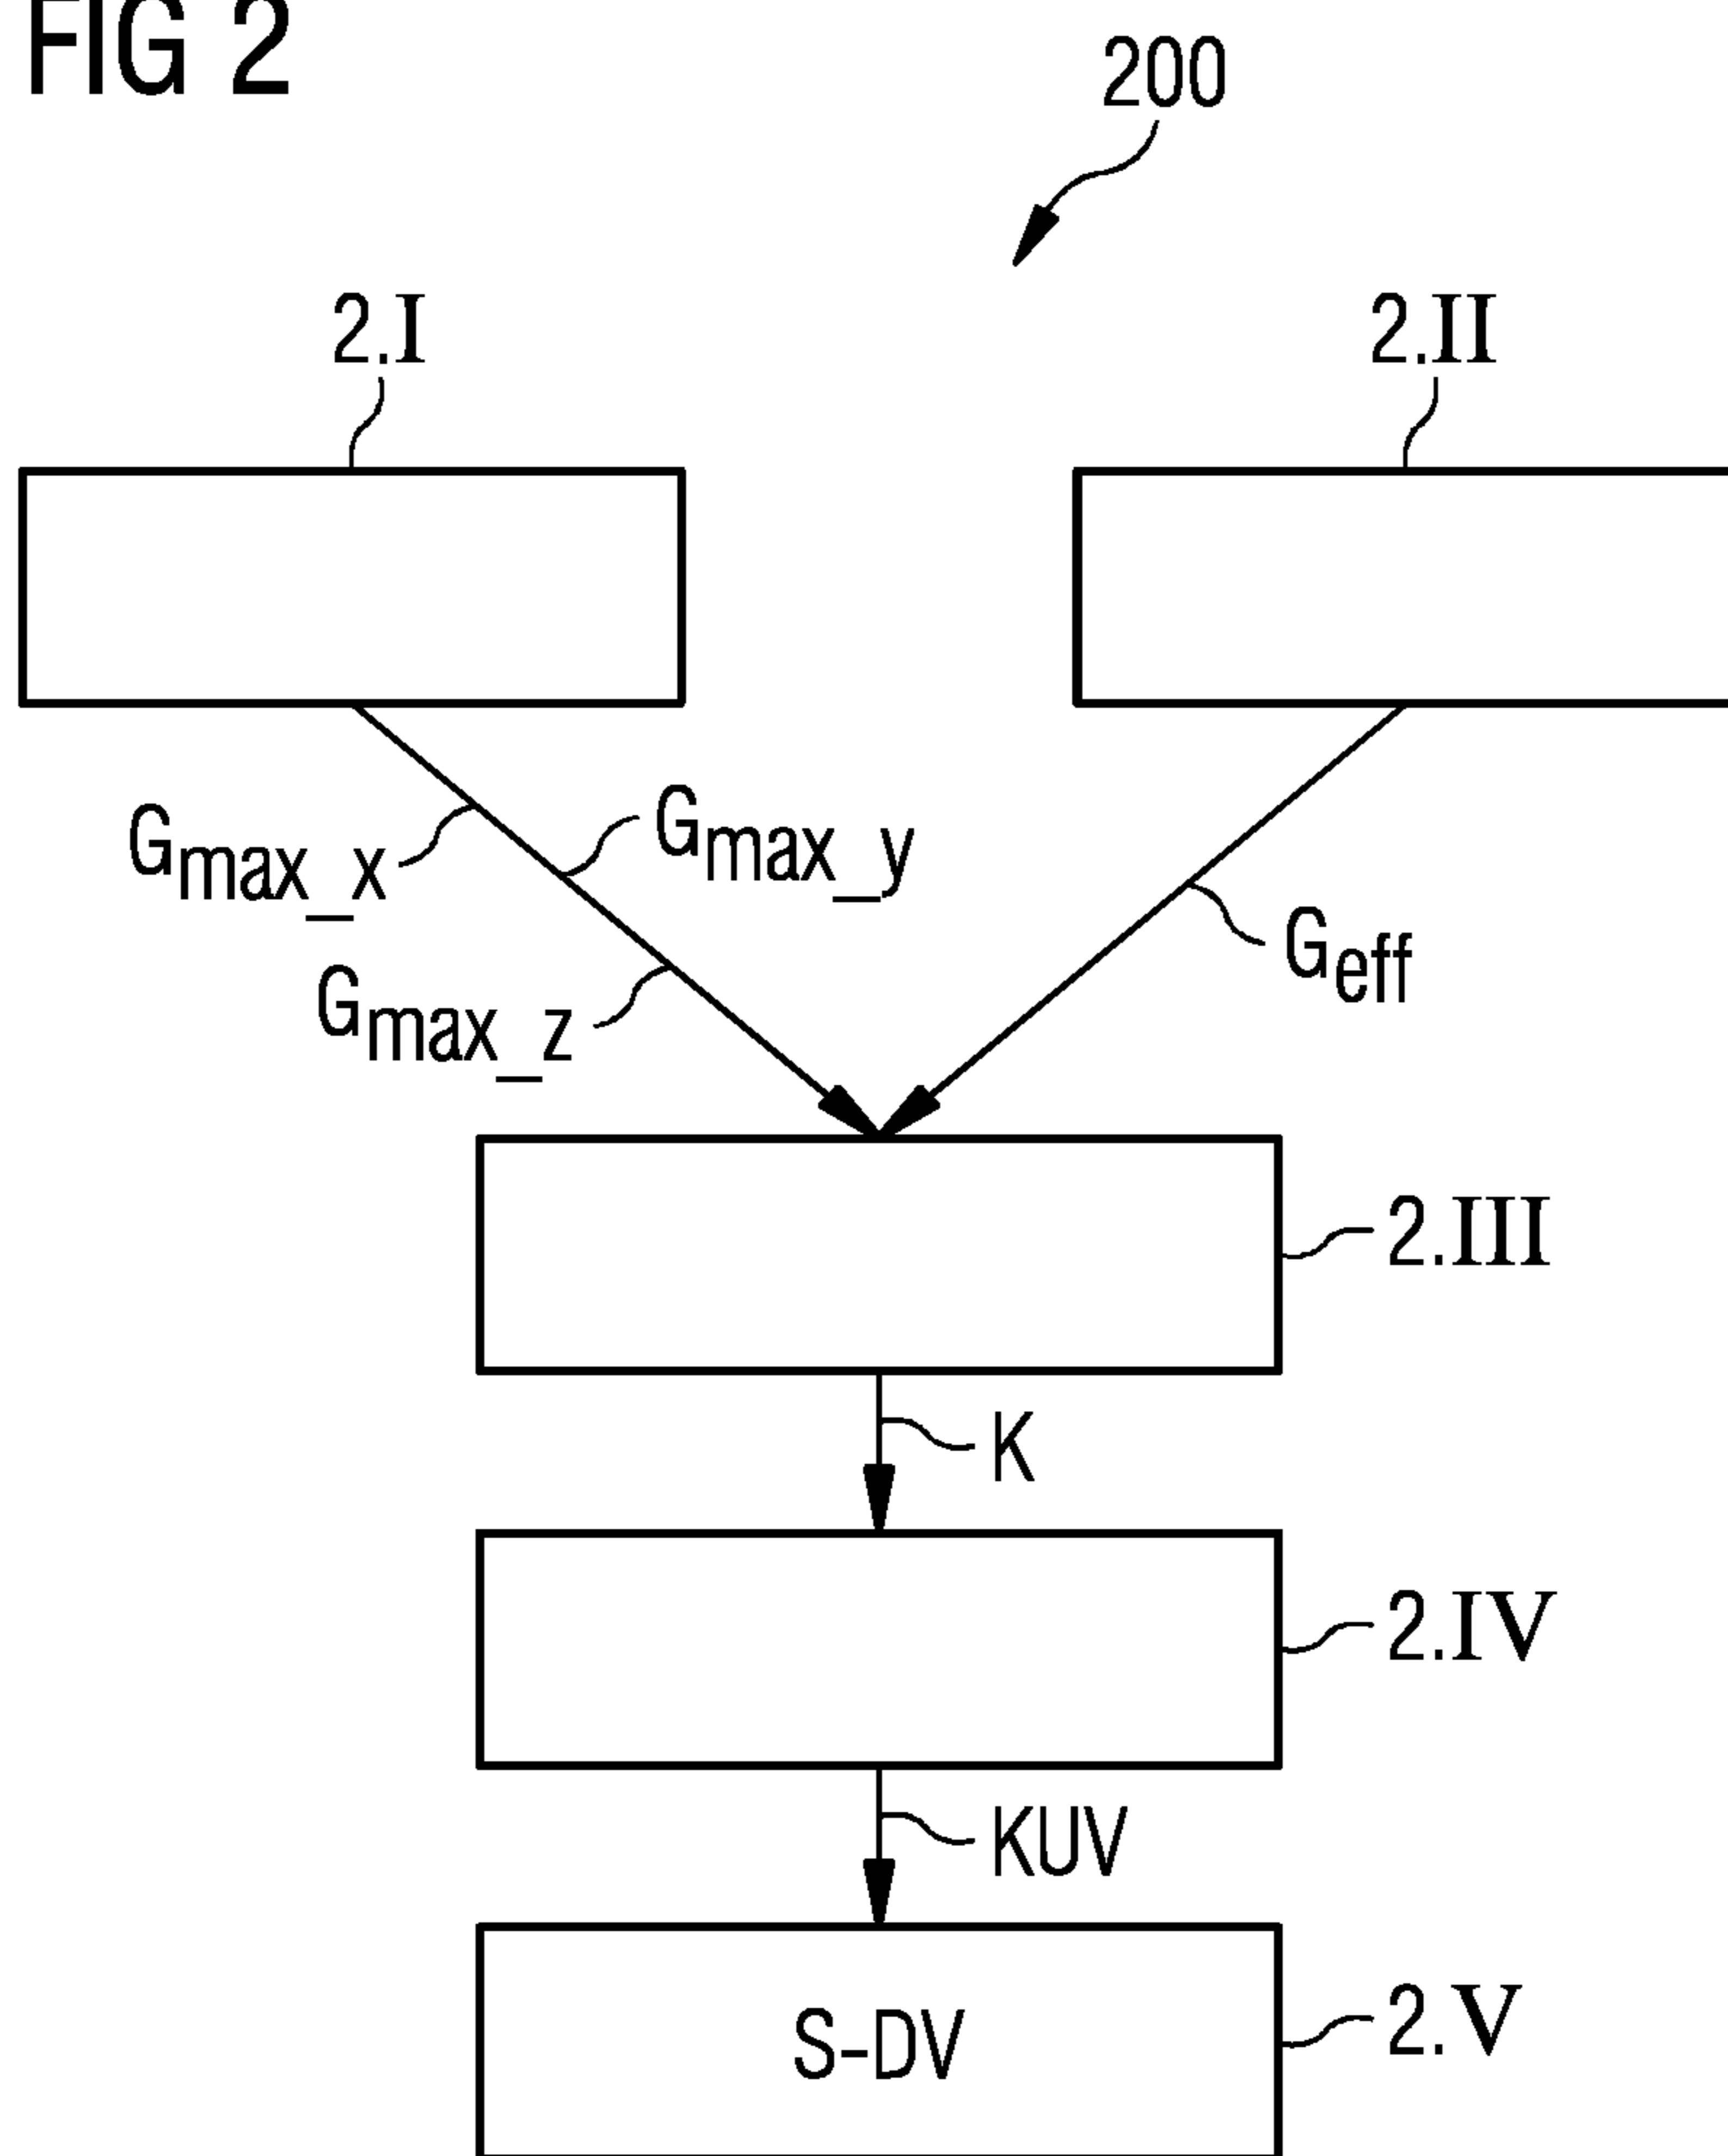 FIG 2
200
2.I
2.II
Gmax_x
Gmax_y
Gmax_z
Geff
2.III
K
2.IV
KUV
S-DV
2.V